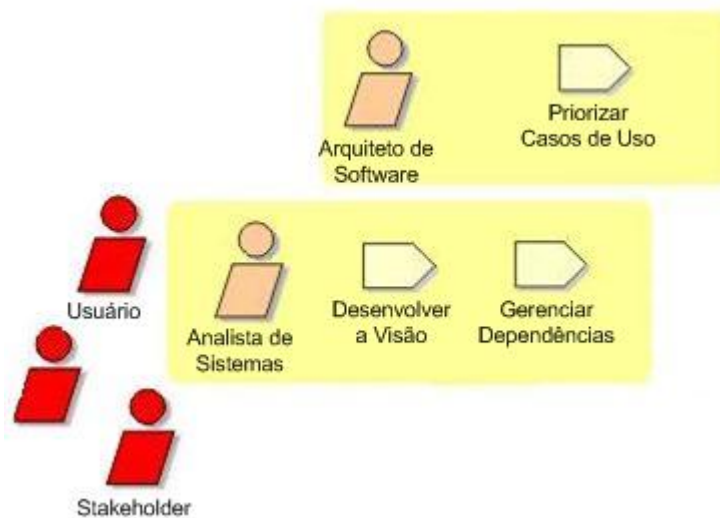 Priorizar
Casos de Uso
Arquiteto de
Software
Usuário
Analista de
Sistemas
Desenvolver
a Visão
Gerenciar
Dependências
Stakeholder